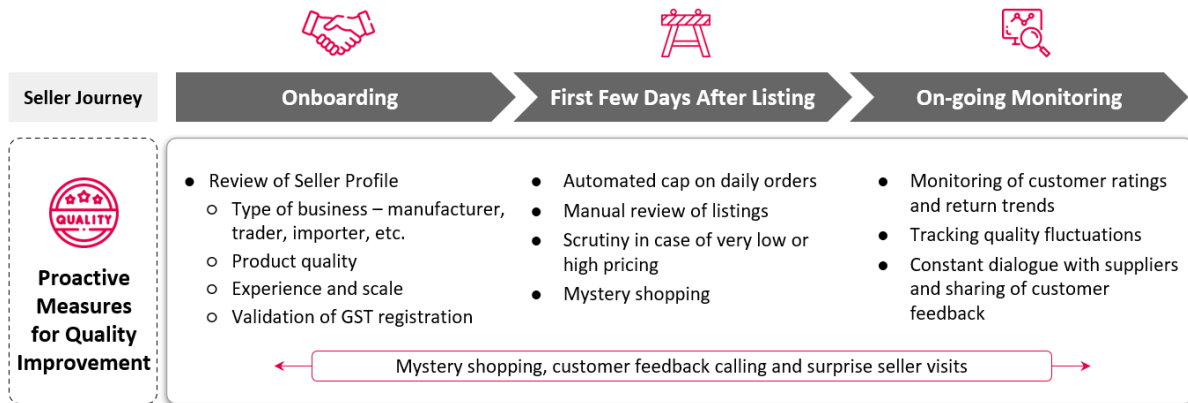 Seller Journey
Onboarding
First Few Days After Listing
On-going Monitoring
QUALITY
Proactive
Measures
for Quality
Improvement
● Review of Seller Profile
○ Type of business – manufacturer,
trader, importer, etc.
○ Product quality
○ Experience and scale
○ Validation of GST registration
● Automated cap on daily orders
● Manual review of listings
● Scrutiny in case of very low or
high pricing
● Mystery shopping
● Monitoring of customer ratings
and return trends
● Tracking quality fluctuations
● Constant dialogue with suppliers
and sharing of customer
feedback
Mystery shopping, customer feedback calling and surprise seller visits